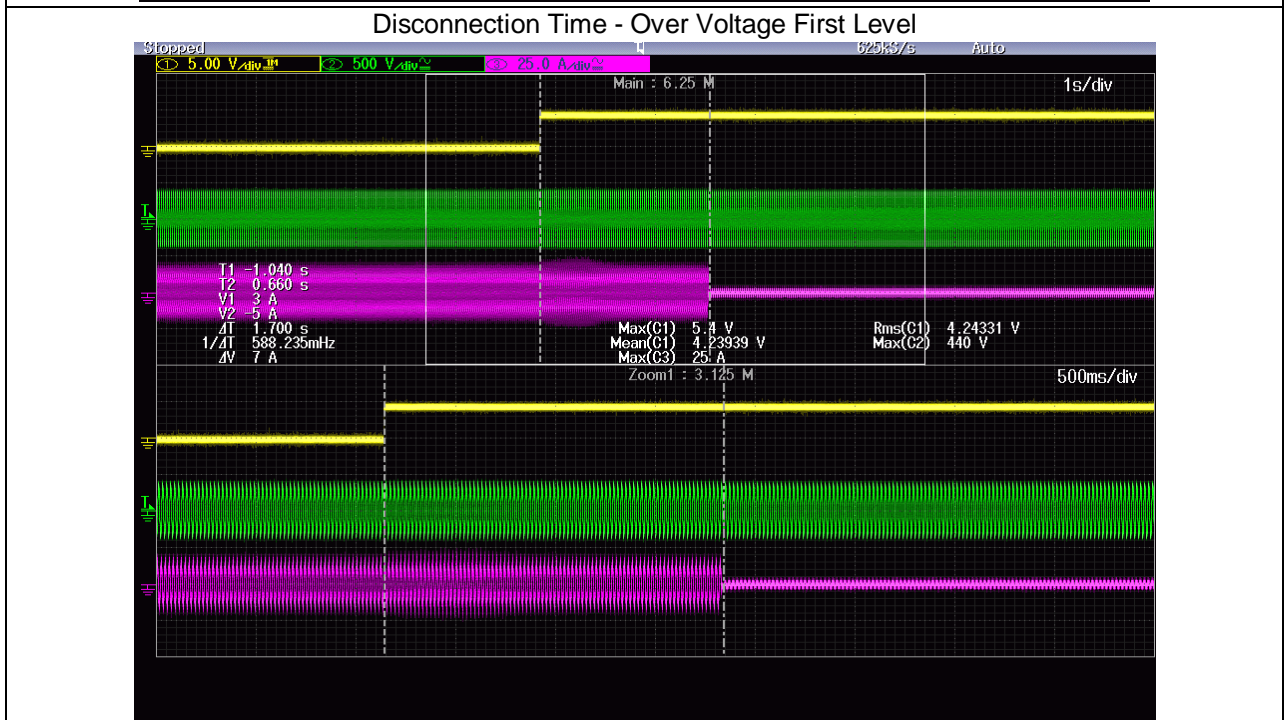 Disconnection Time - Over Voltage First Level
Stopped 625kS/s Auto
① 5.00 V/div 1M ② 500 V/div ③ 25.0 A/div
Main : 6.25 M 1s/div
T
T1 -1.040 s
T2 0.660 s
V1 3 A
V2 -5 A
ΔT 1.700 s Max(C1) 5.4 V Rms(C1) 4.24331 V
1/ΔT 588.235mHz Mean(C1) 4.23939 V Max(C2) 440 V
ΔV 7 A Max(C3) 25 A
Zoom1 : 3.125 M 500ms/div
T